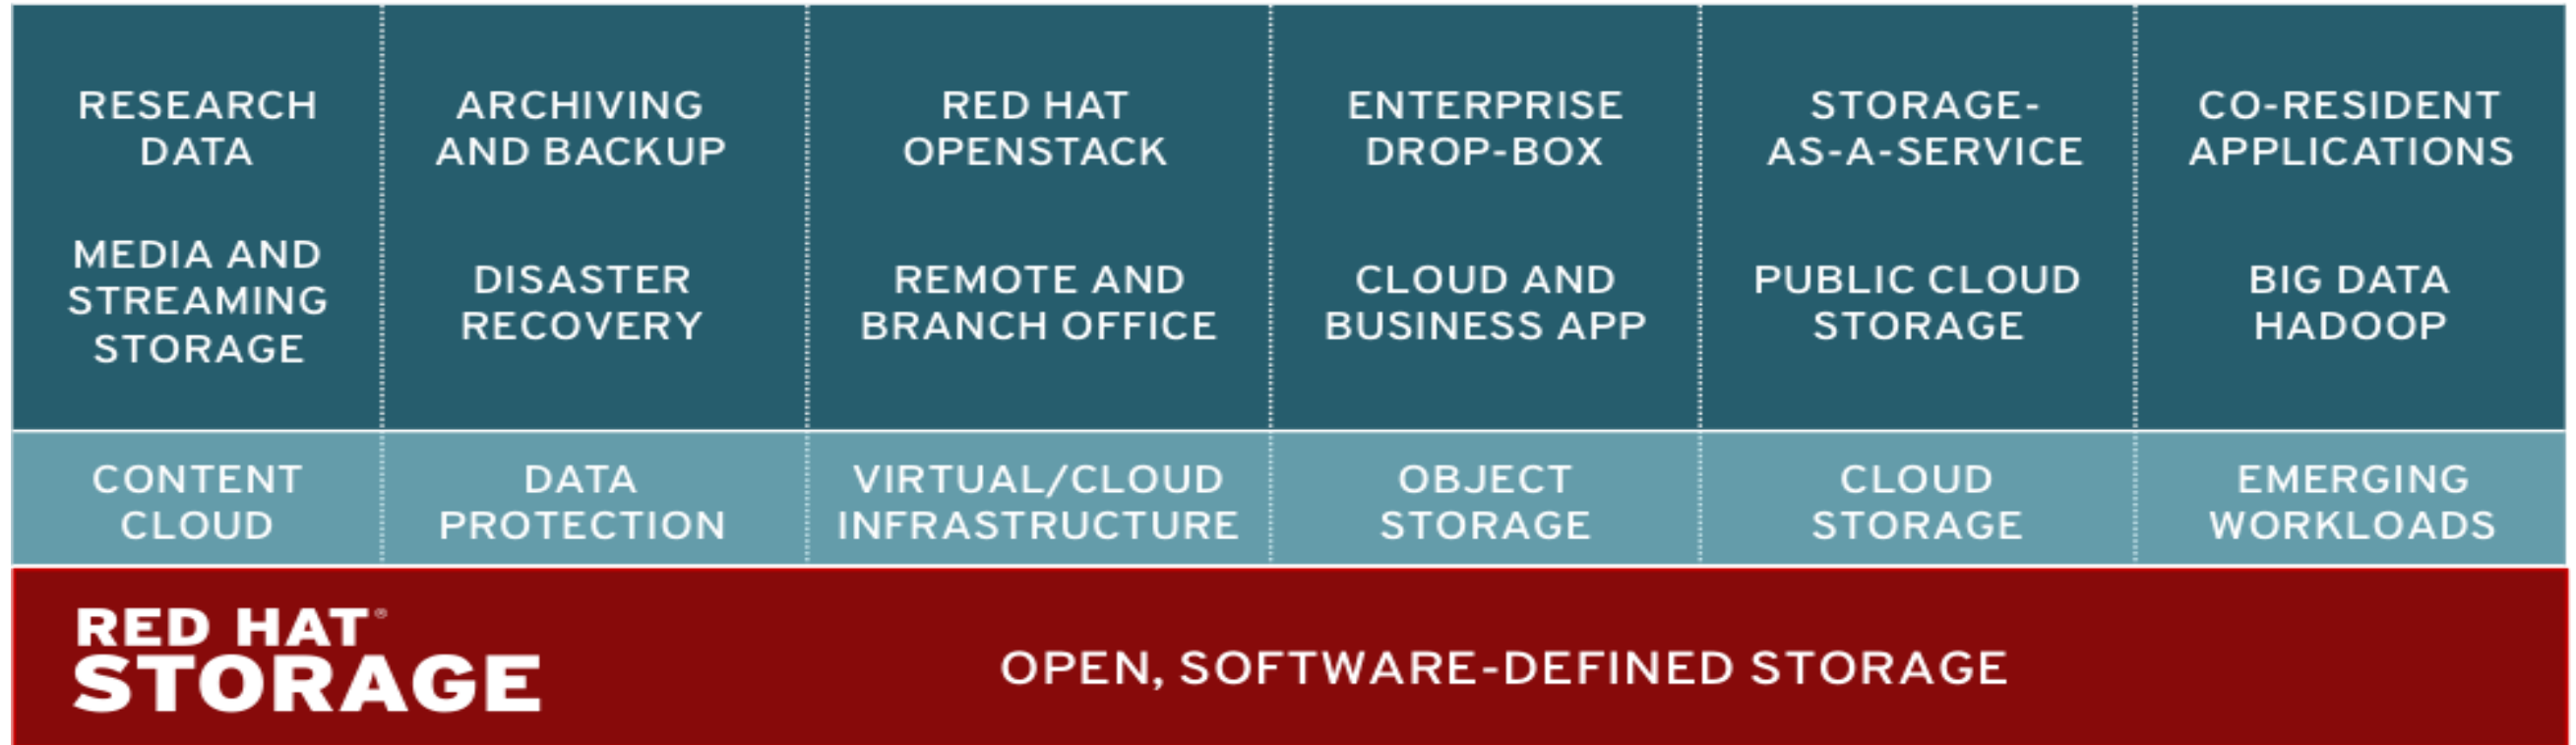 RESEARCH
DATA
MEDIA AND
STREAMING
STORAGE
ARCHIVING
AND BACKUP
DISASTER
RECOVERY
RED HAT
OPENSTACK
REMOTE AND
BRANCH OFFICE
ENTERPRISE
DROP-BOX
CLOUD AND
BUSINESS APP
STORAGE-
AS-A-SERVICE
PUBLIC CLOUD
STORAGE
CO-RESIDENT
APPLICATIONS
BIG DATA
HADOOP
CONTENT
CLOUD
DATA
PROTECTION
VIRTUAL/CLOUD
INFRASTRUCTURE
OBJECT
STORAGE
CLOUD
STORAGE
EMERGING
WORKLOADS
RED HAT®
STORAGE
OPEN, SOFTWARE-DEFINED STORAGE